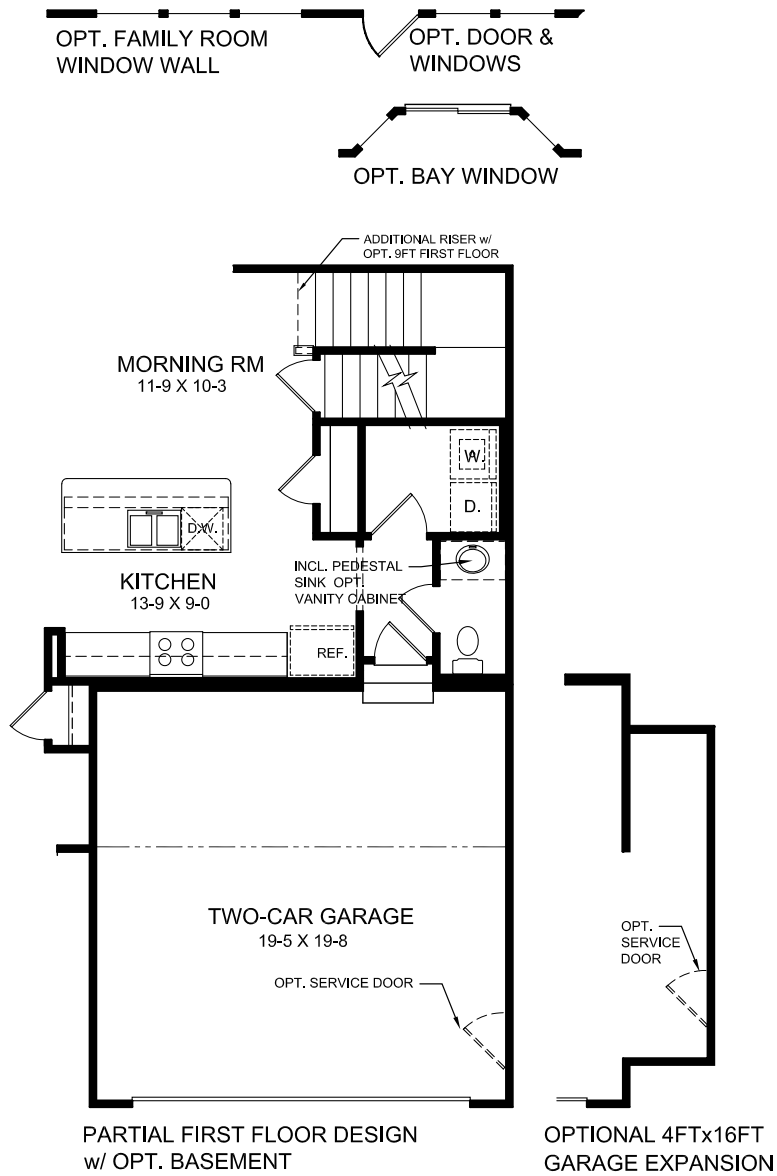 OPT. FAMILY ROOM
WINDOW WALL
OPT. DOOR &
WINDOWS
OPT. BAY WINDOW
ADDITIONAL RISER w/
OPT. 9FT FIRST FLOOR
MORNING RM
11-9 X 10-3
W.
D.
D.W.
KITCHEN
13-9 X 9-0
INCL. PEDESTAL
SINK OPT.
VANITY CABINET
REF.
TWO-CAR GARAGE
19-5 X 19-8
OPT. SERVICE DOOR
OPT.
SERVICE
DOOR
PARTIAL FIRST FLOOR DESIGN
w/ OPT. BASEMENT
OPTIONAL 4FTx16FT
GARAGE EXPANSION